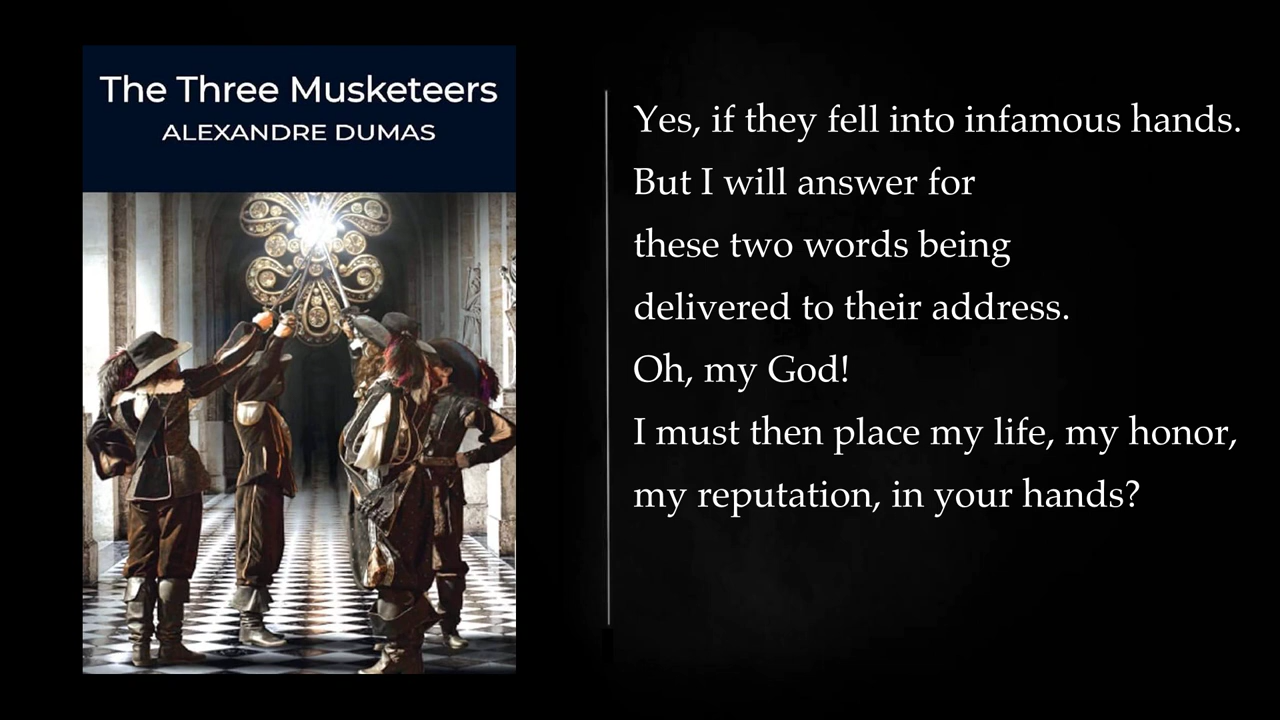 The Three Musketeers
ALEXANDRE DUMAS
Yes, if they fell into infamous hands.
But I will answer for
these two words being
delivered to their address.
Oh, my God!
I must then place my life, my honor,
my reputation, in your hands?